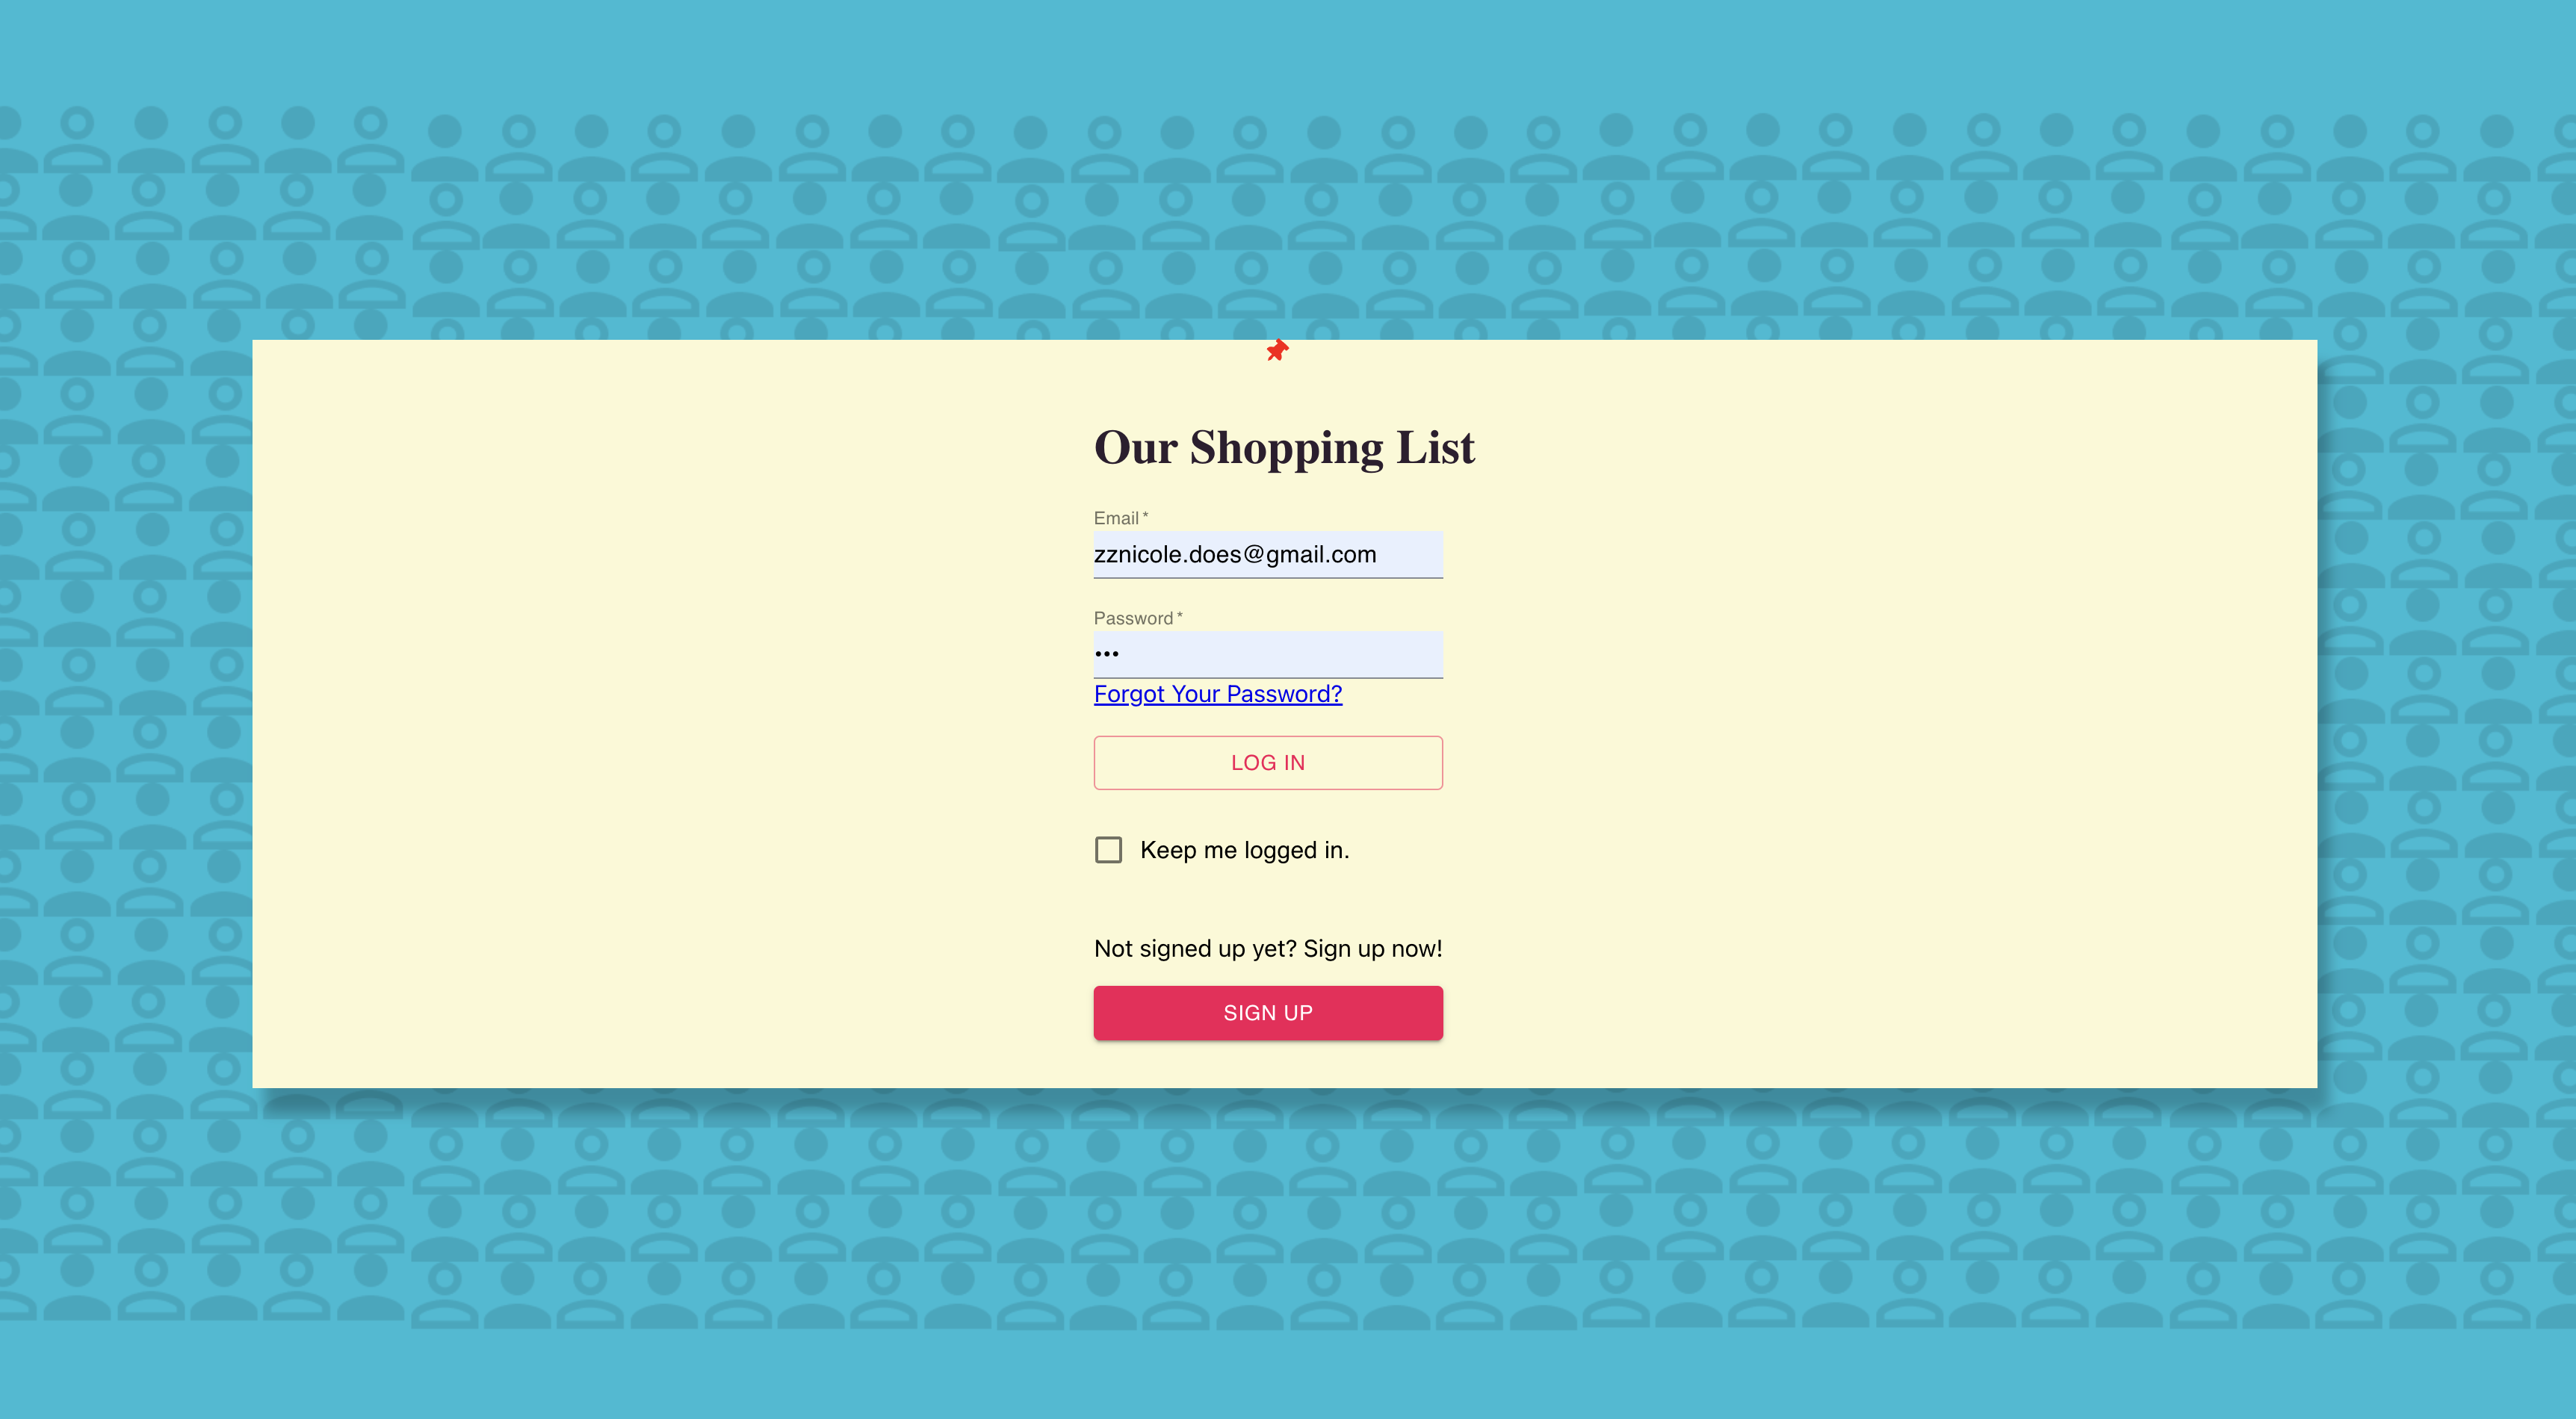 Our Shopping List
Email *
zznicole.does@gmail.com
Password *
•••
Forgot Your Password?
LOG IN
Keep me logged in.
Not signed up yet? Sign up now!
SIGN UP